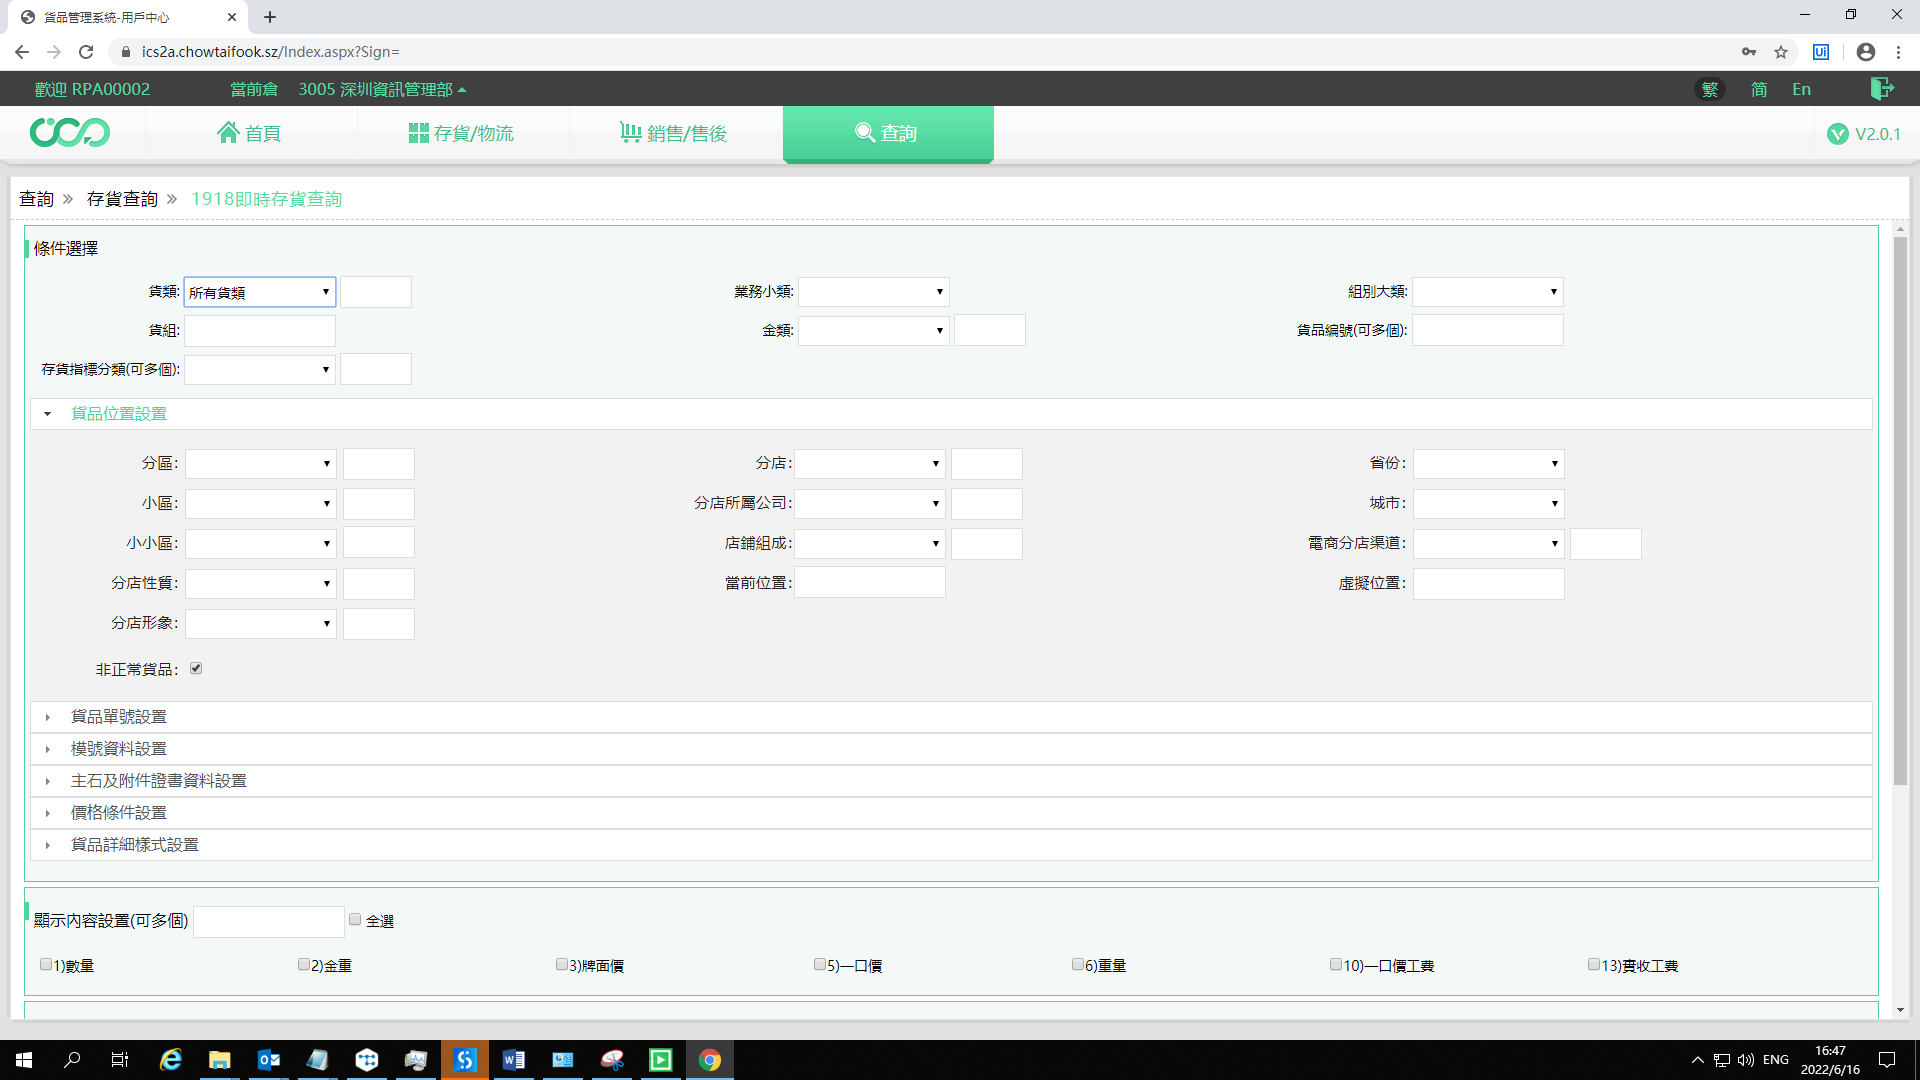 貨品管理系統-用戶中心
ics2a.chowtaifook.sz/Index.aspx?Sign=
歡迎 RPA00002 當前倉 3005 深圳資訊管理部 繁 简 En
首頁 存貨/物流 銷售/售後 查詢 V2.0.1
查詢 » 存貨查詢 » 1918即時存貨查詢
條件選擇
貨類: 所有貨類 業務小類: 組別大類:
貨組: 金類: 貨品編號(可多個):
存貨指標分類(可多個):
貨品位置設置
分區: 分店: 省份:
小區: 分店所屬公司: 城市:
小小區: 店鋪組成: 電商分店渠道:
分店性質: 當前位置: 虛擬位置:
分店形象:
非正常貨品:
貨品單號設置
模號資料設置
主石及附件證書資料設置
價格條件設置
貨品詳細樣式設置
顯示內容設置(可多個) 全選
1)數量 2)金重 3)牌面價 5)一口價 6)重量 10)一口價工費 13)實收工費
ENG 16:47
2022/6/16